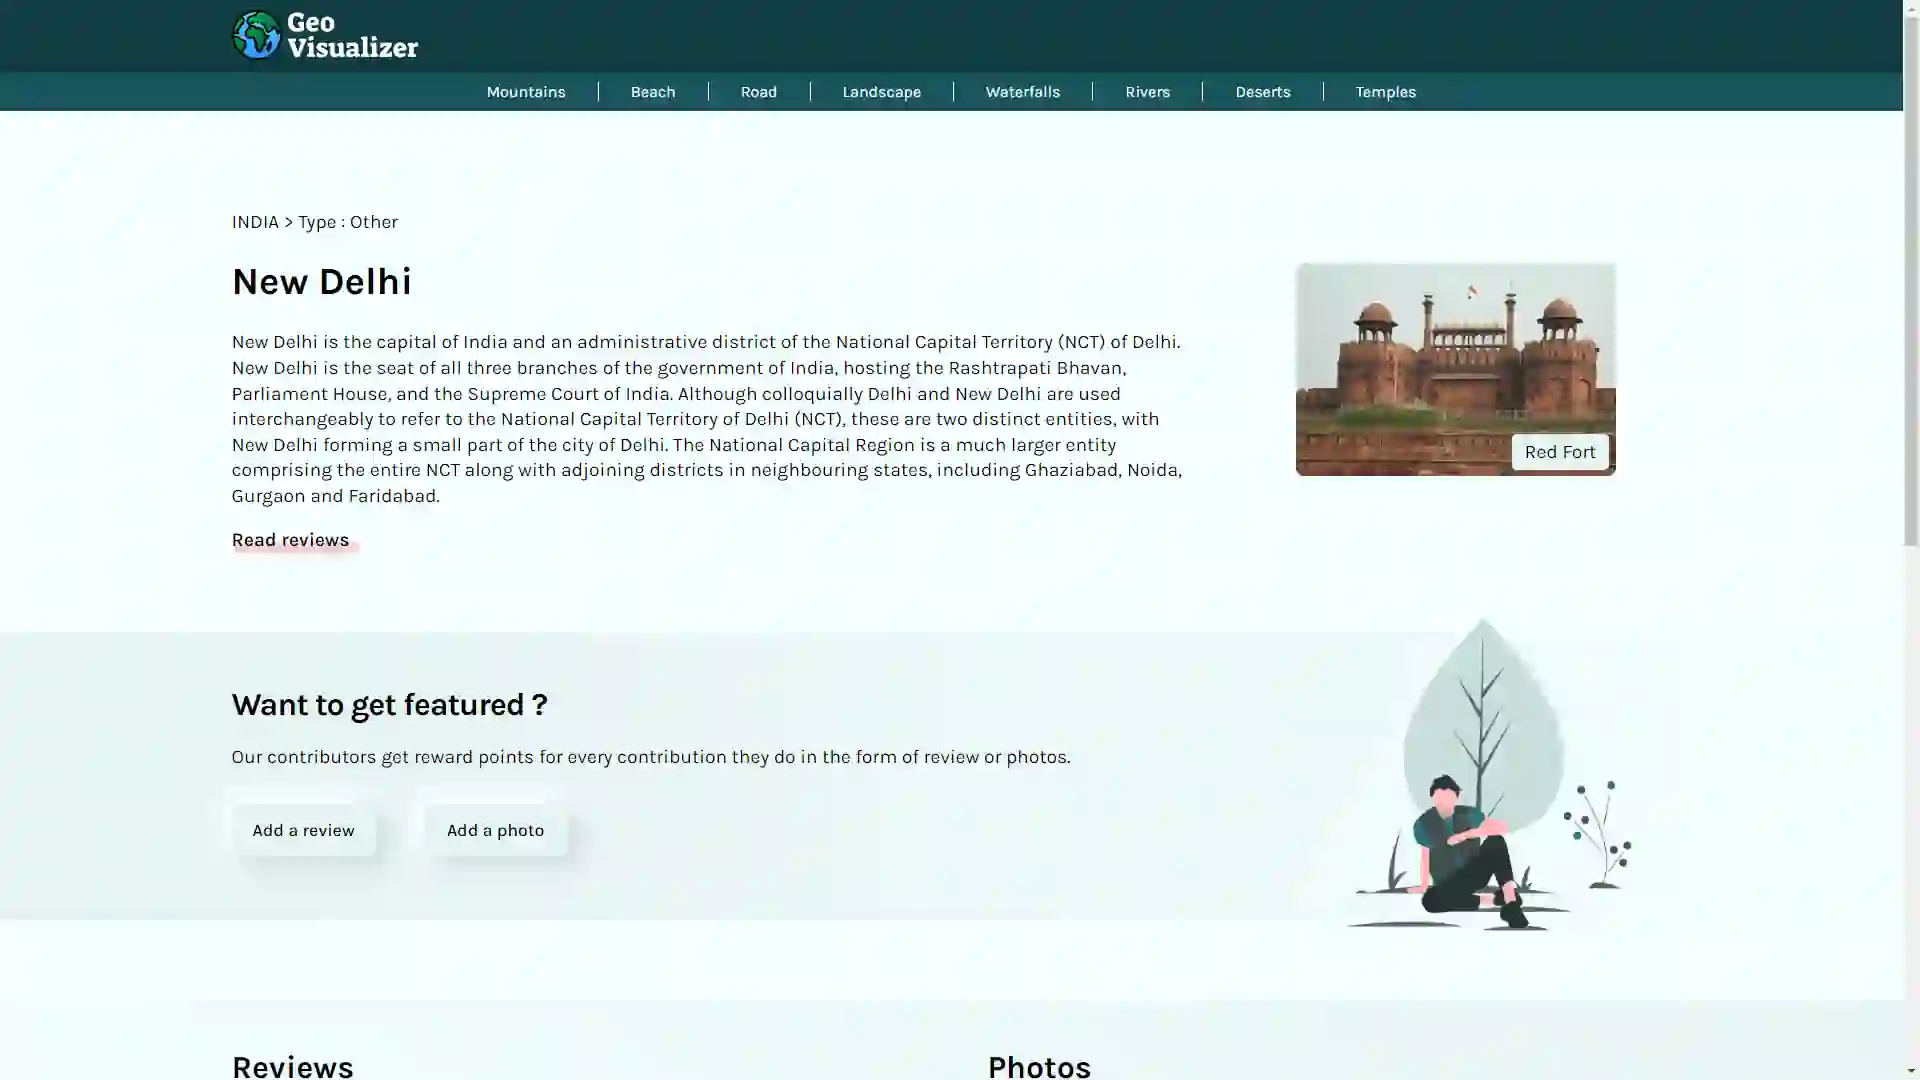 Geo
Visualizer
Mountains
Beach
Road
Landscape
Waterfalls
Rivers
Deserts
Temples
INDIA > Type : Other
New Delhi
New Delhi is the capital of India and an administrative district of the National Capital Territory (NCT) of Delhi.
New Delhi is the seat of all three branches of the government of India, hosting the Rashtrapati Bhavan,
Parliament House, and the Supreme Court of India. Although colloquially Delhi and New Delhi are used
interchangeably to refer to the National Capital Territory of Delhi (NCT), these are two distinct entities, with
New Delhi forming a small part of the city of Delhi. The National Capital Region is a much larger entity
comprising the entire NCT along with adjoining districts in neighbouring states, including Ghaziabad, Noida,
Gurgaon and Faridabad.
Read reviews
Red Fort
Want to get featured ?
Our contributors get reward points for every contribution they do in the form of review or photos.
Add a review
Add a photo
Reviews
Photos